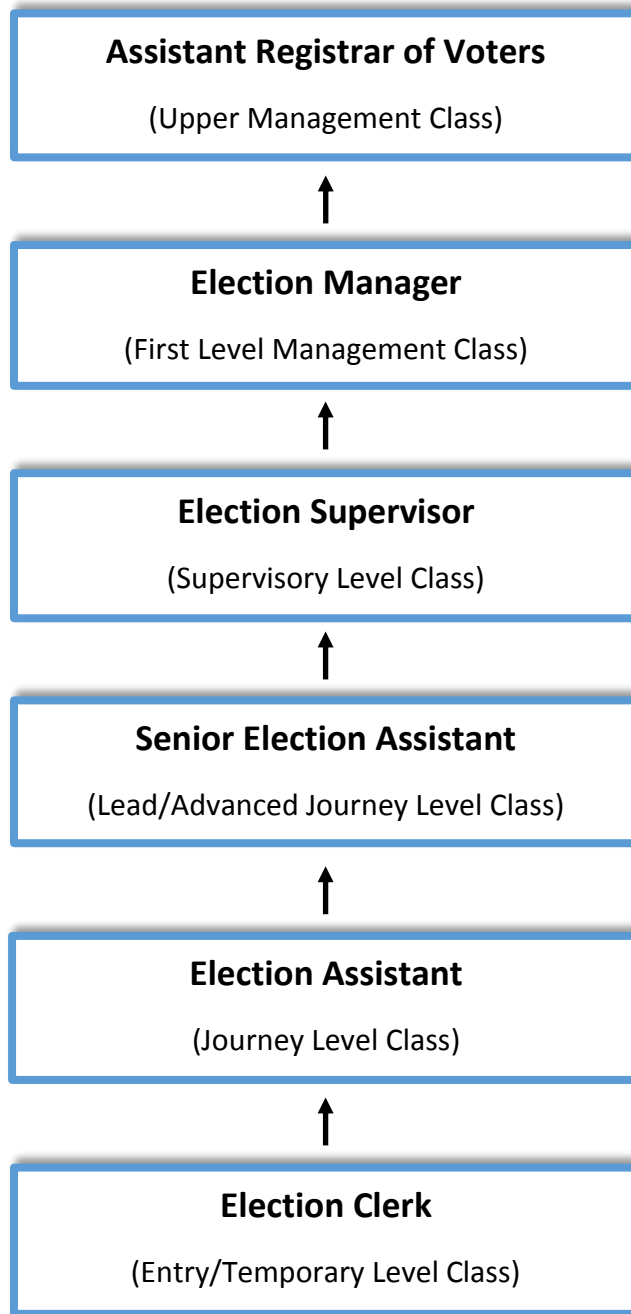 Assistant Registrar of Voters
(Upper Management Class)
Election Manager
(First Level Management Class)
Election Supervisor
(Supervisory Level Class)
Senior Election Assistant
(Lead/Advanced Journey Level Class)
Election Assistant
(Journey Level Class)
Election Clerk
(Entry/Temporary Level Class)